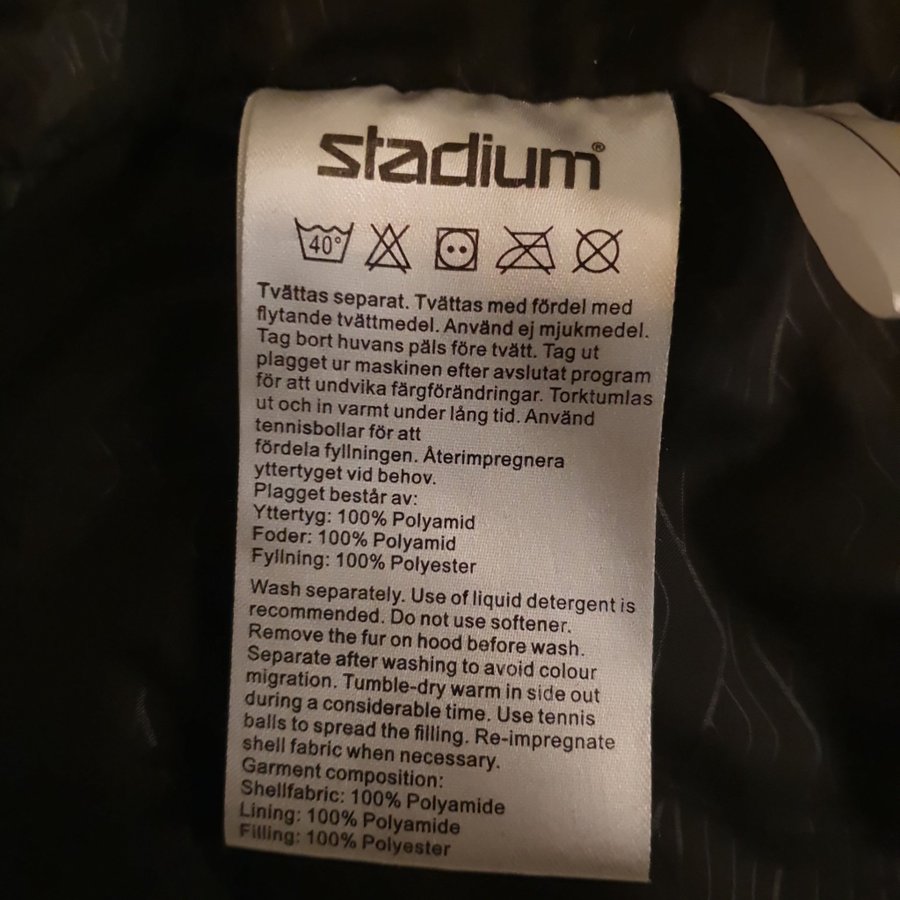 stadium®
40°
Tvättas separat. Tvättas med fördel med
flytande tvättmedel. Använd ej mjukmedel.
Tag bort huvans päls före tvätt. Tag ut
plagget ur maskinen efter avslutat program
för att undvika färgförändringar. Torktumlas
ut och in varmt under lång tid. Använd
tennisbollar för att
fördela fyllningen. Återimpregnera
yttertyget vid behov.
Plagget består av:
Yttertyg: 100% Polyamid
Foder: 100% Polyamid
Fyllning: 100% Polyester
Wash separately. Use of liquid detergent is
recommended. Do not use softener.
Remove the fur on hood before wash.
Separate after washing to avoid colour
migration. Tumble-dry warm in side out
during a considerable time. Use tennis
balls to spread the filling. Re-impregnate
shell fabric when necessary.
Garment composition:
Shellfabric: 100% Polyamide
Lining: 100% Polyamide
Filling: 100% Polyester